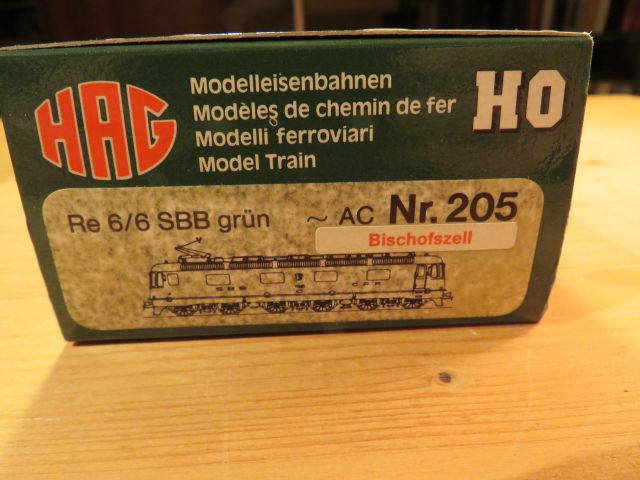 HAG
Modelleisenbahnen
Modèles de chemin de fer
Modelli ferroviari
Model Train
HO
Re 6/6 SBB grün ~ AC Nr. 205
Bischofszell